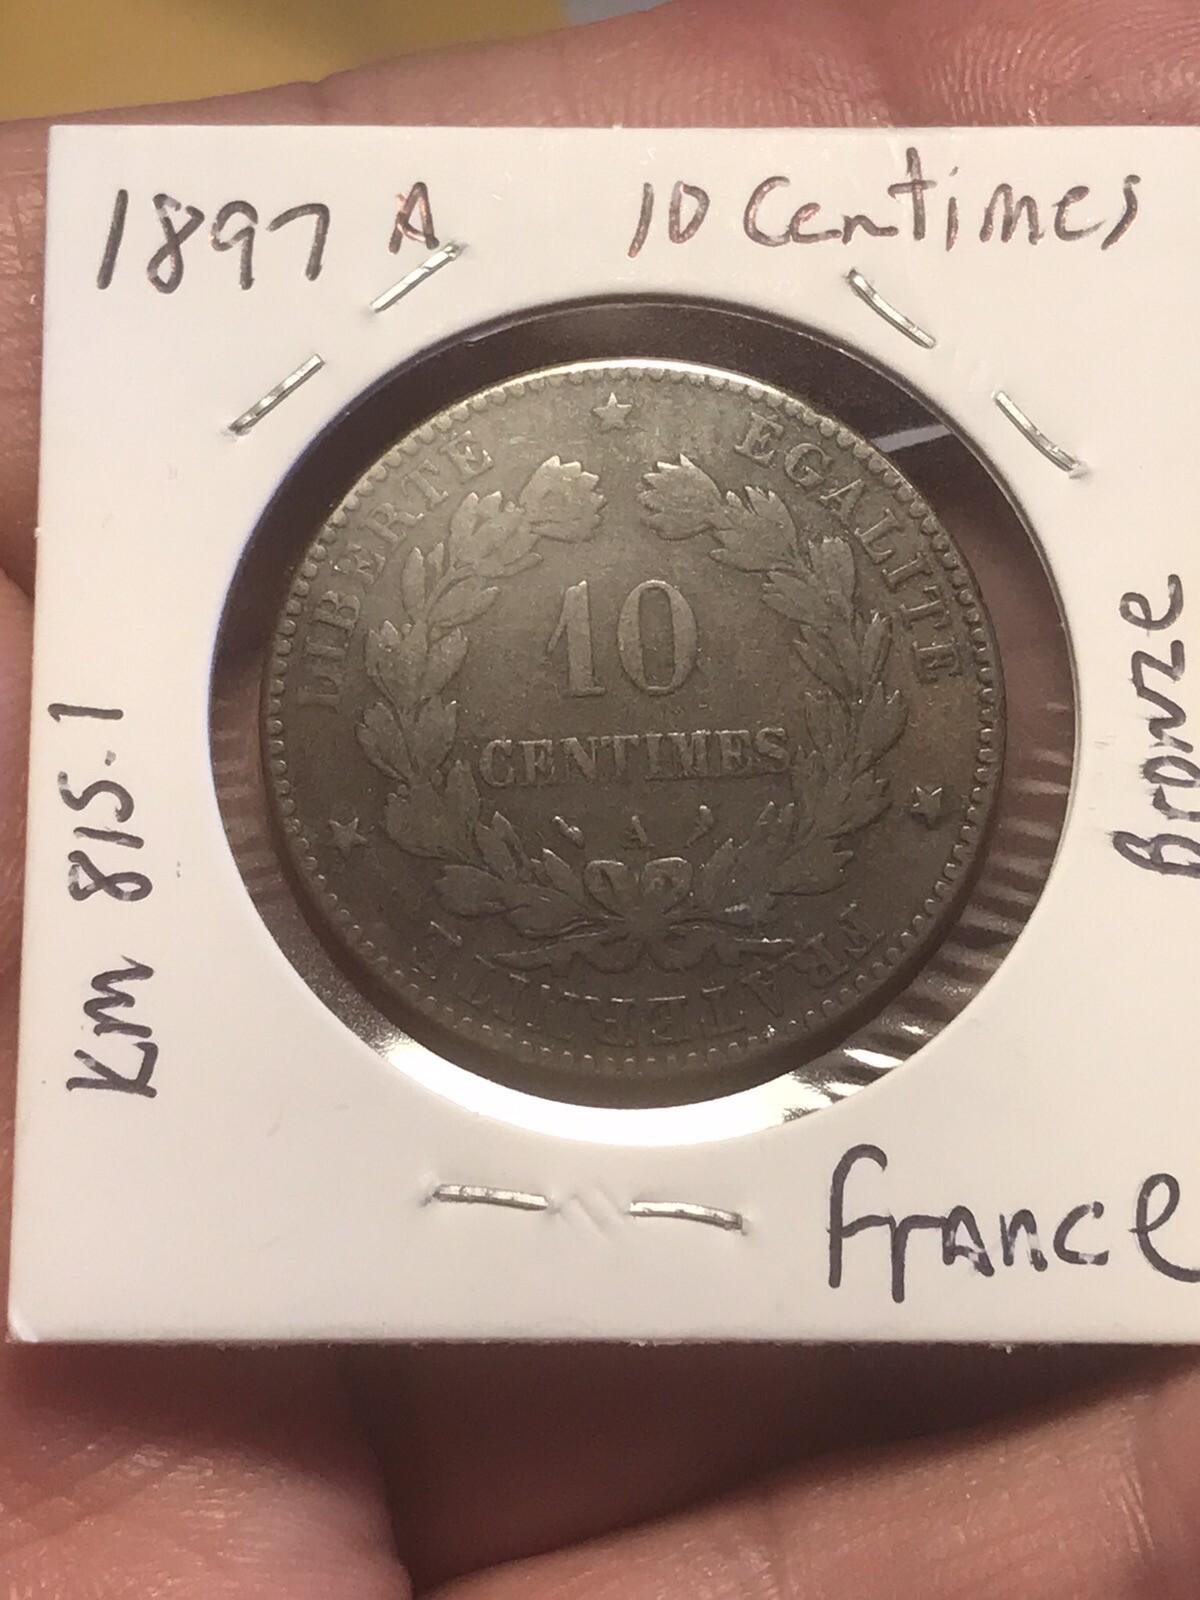 1897 A 10 Centimes
LIBERTE EGALITE
10
CENTIMES
A
FRATERNITE
KM 815.1
Bronze
France